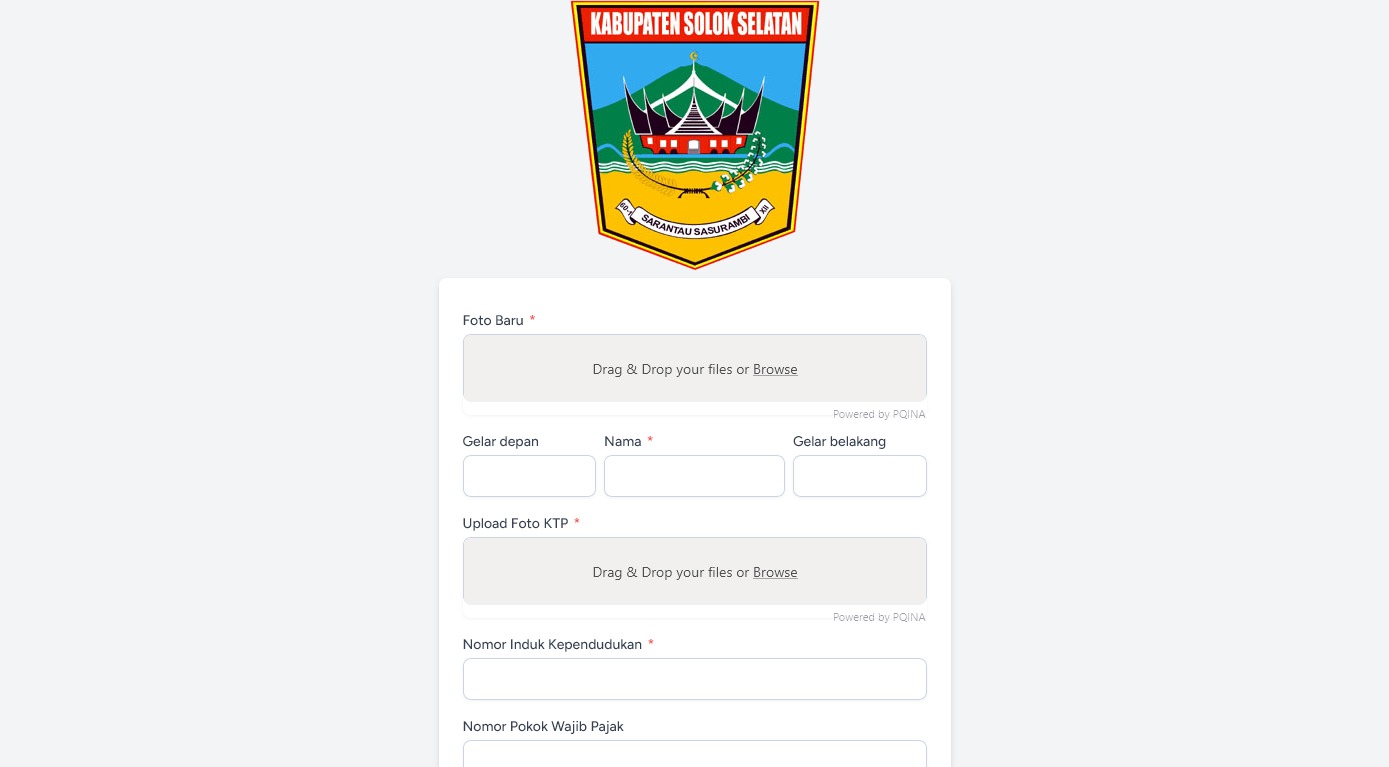 KABUPATEN SOLOK SELATAN
SARANTAU SASURAMBI
XII
Foto Baru *
Drag & Drop your files or Browse
Powered by PQINA
Gelar depan Nama * Gelar belakang
Upload Foto KTP *
Drag & Drop your files or Browse
Powered by PQINA
Nomor Induk Kependudukan *
Nomor Pokok Wajib Pajak